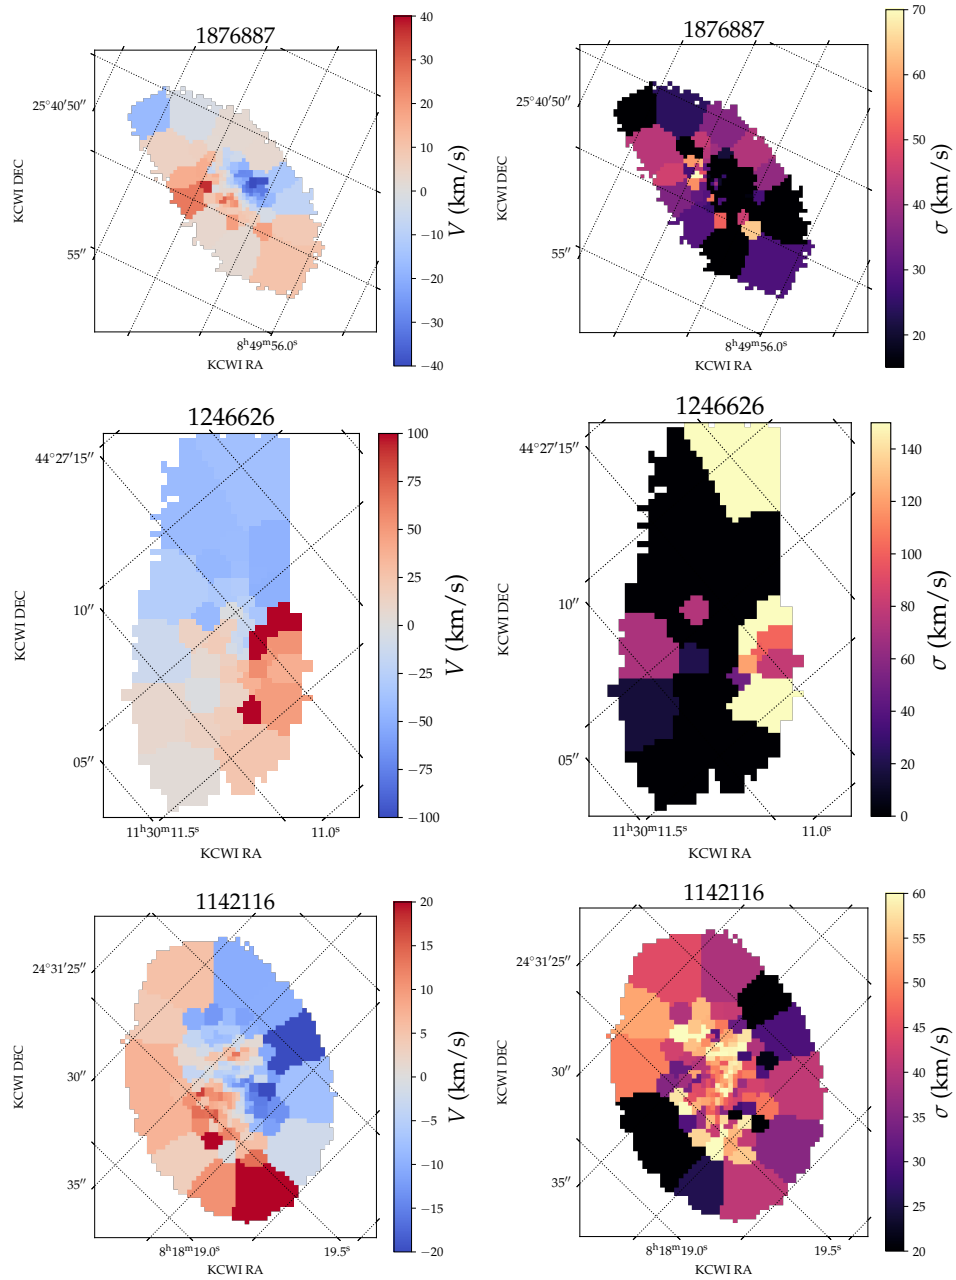 1876887
25°40′50″
55″
KCWI DEC
8ʰ49ᵐ56.0ˢ
KCWI RA
40
30
20
10
0
−10
−20
−30
−40
V (km/s)
1876887
25°40′50″
55″
KCWI DEC
8ʰ49ᵐ56.0ˢ
KCWI RA
70
60
50
40
30
20
σ (km/s)
1246626
44°27′15″
10″
05″
KCWI DEC
11ʰ30ᵐ11.5ˢ
11.0ˢ
KCWI RA
100
75
50
25
0
−25
−50
−75
−100
V (km/s)
1246626
44°27′15″
10″
05″
KCWI DEC
11ʰ30ᵐ11.5ˢ
11.0ˢ
KCWI RA
140
120
100
80
60
40
20
0
σ (km/s)
1142116
24°31′25″
30″
35″
KCWI DEC
8ʰ18ᵐ19.0ˢ
19.5ˢ
KCWI RA
20
15
10
5
0
−5
−10
−15
−20
V (km/s)
1142116
24°31′25″
30″
35″
KCWI DEC
8ʰ18ᵐ19.0ˢ
19.5ˢ
KCWI RA
60
55
50
45
40
35
30
25
20
σ (km/s)